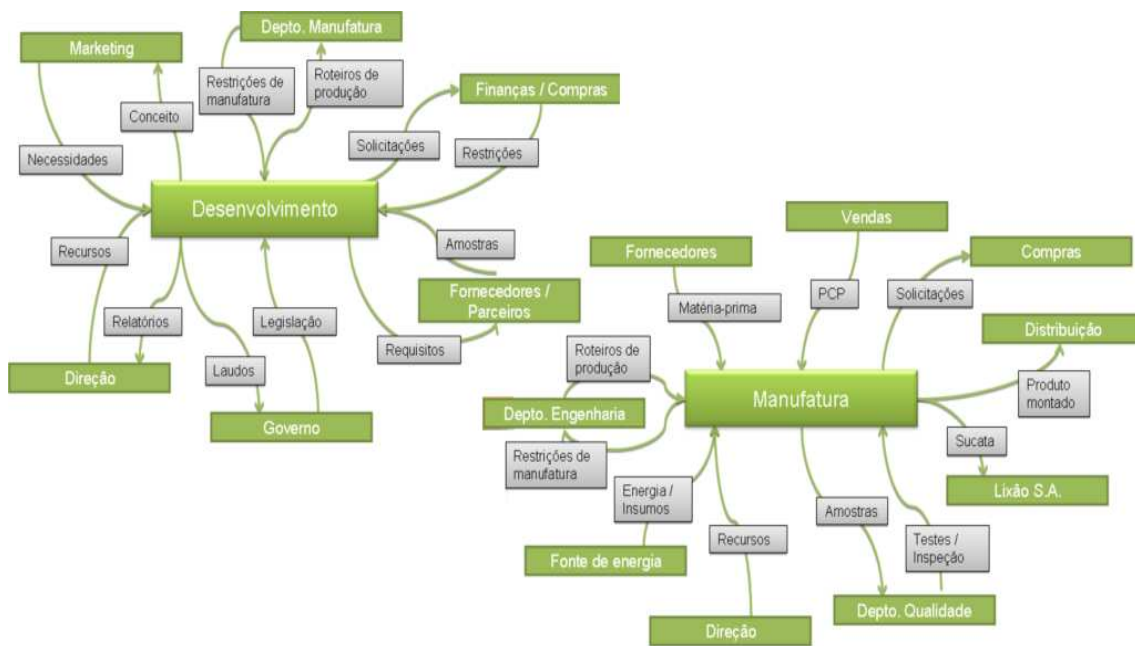 Depto. Manufatura
Marketing
Restrições de
manufatura
Roteiros de
produção
Finanças / Compras
Conceito
Solicitações
Restrições
Necessidades
Desenvolvimento
Recursos
Amostras
Fornecedores /
Parceiros
Relatórios
Legislação
Requisitos
Laudos
Direção
Governo
Vendas
Fornecedores
Compras
Matéria-prima
PCP
Solicitações
Distribuição
Roteiros de
produção
Manufatura
Produto
montado
Depto. Engenharia
Restrições de
manufatura
Sucata
Lixão S.A.
Energia /
Insumos
Amostras
Recursos
Testes /
Inspeção
Fonte de energia
Depto. Qualidade
Direção